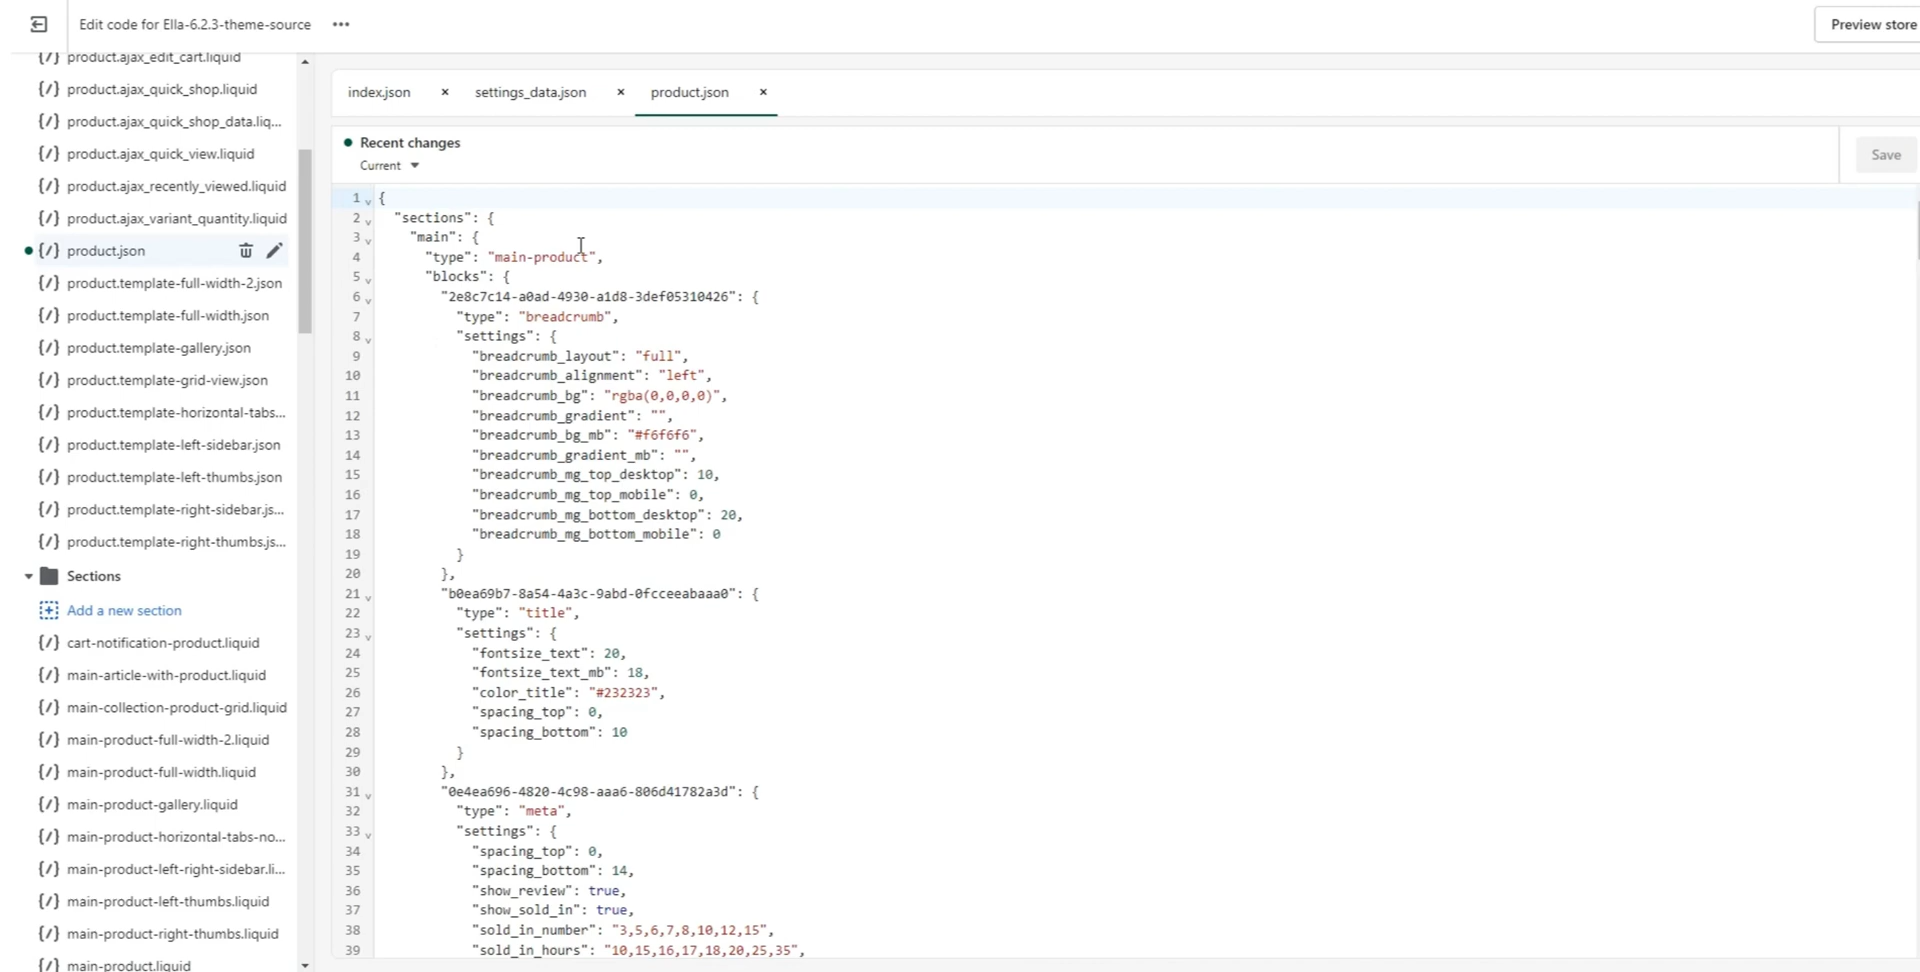 Edit code for Ella-6.2.3-theme-source •••
Preview store
{/} product.ajax_edit_cart.liquid
{/} product.ajax_quick_shop.liquid
{/} product.ajax_quick_shop_data.liq...
{/} product.ajax_quick_view.liquid
{/} product.ajax_recently_viewed.liquid
{/} product.ajax_variant_quantity.liquid
{/} product.json
{/} product.template-full-width-2.json
{/} product.template-full-width.json
{/} product.template-gallery.json
{/} product.template-grid-view.json
{/} product.template-horizontal-tabs...
{/} product.template-left-sidebar.json
{/} product.template-left-thumbs.json
{/} product.template-right-sidebar.js...
{/} product.template-right-thumbs.js...
Sections
Add a new section
{/} cart-notification-product.liquid
{/} main-article-with-product.liquid
{/} main-collection-product-grid.liquid
{/} main-product-full-width-2.liquid
{/} main-product-full-width.liquid
{/} main-product-gallery.liquid
{/} main-product-horizontal-tabs-no...
{/} main-product-left-right-sidebar.li...
{/} main-product-left-thumbs.liquid
{/} main-product-right-thumbs.liquid
{/} main-product.liquid
index.json × settings_data.json × product.json ×
Recent changes
Current
Save
1 {
2 "sections": {
3 "main": {
4 "type": "main-product",
5 "blocks": {
6 "2e8c7c14-a0ad-4930-a1d8-3def05310426": {
7 "type": "breadcrumb",
8 "settings": {
9 "breadcrumb_layout": "full",
10 "breadcrumb_alignment": "left",
11 "breadcrumb_bg": "rgba(0,0,0,0)",
12 "breadcrumb_gradient": "",
13 "breadcrumb_bg_mb": "#f6f6f6",
14 "breadcrumb_gradient_mb": "",
15 "breadcrumb_mg_top_desktop": 10,
16 "breadcrumb_mg_top_mobile": 0,
17 "breadcrumb_mg_bottom_desktop": 20,
18 "breadcrumb_mg_bottom_mobile": 0
19 }
20 },
21 "b0ea69b7-8a54-4a3c-9abd-0fcceeabaaa0": {
22 "type": "title",
23 "settings": {
24 "fontsize_text": 20,
25 "fontsize_text_mb": 18,
26 "color_title": "#232323",
27 "spacing_top": 0,
28 "spacing_bottom": 10
29 }
30 },
31 "0e4ea696-4820-4c98-aaa6-806d41782a3d": {
32 "type": "meta",
33 "settings": {
34 "spacing_top": 0,
35 "spacing_bottom": 14,
36 "show_review": true,
37 "show_sold_in": true,
38 "sold_in_number": "3,5,6,7,8,10,12,15",
39 "sold_in_hours": "10,15,16,17,18,20,25,35",